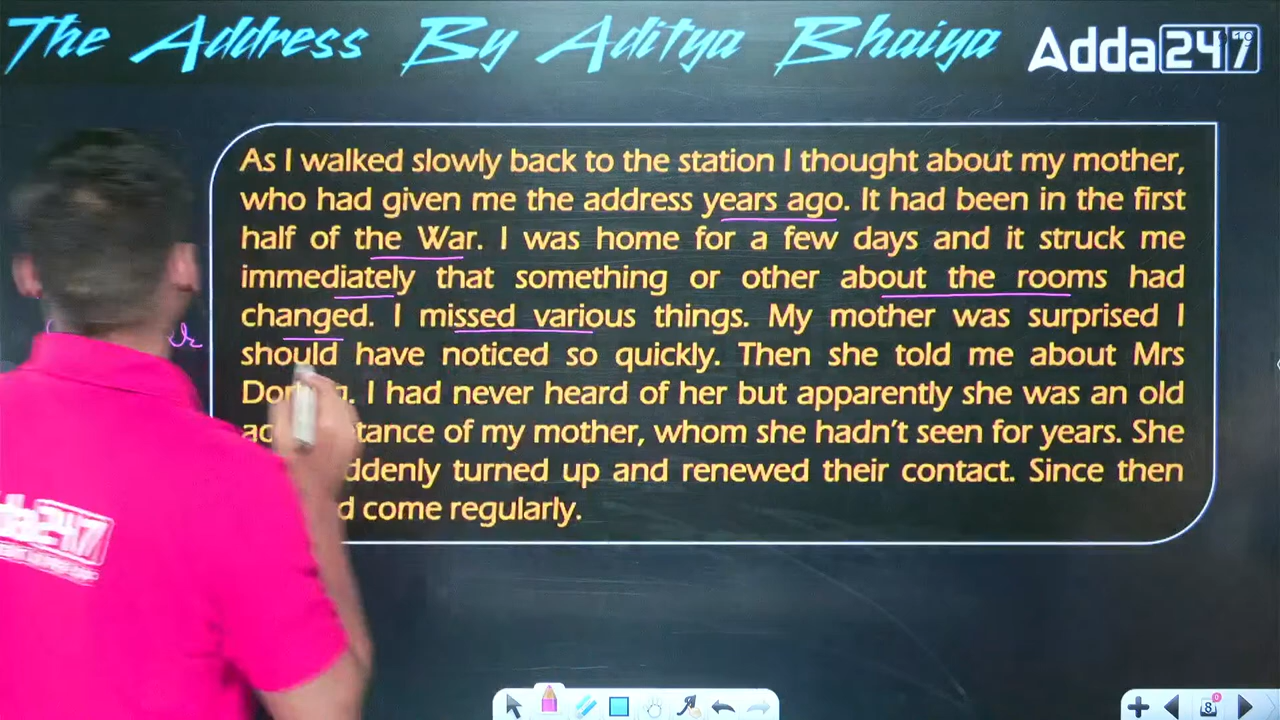 The Address By Aditya Bhaiya
Adda247
As I walked slowly back to the station I thought about my mother,
who had given me the address years ago. It had been in the first
half of the War. I was home for a few days and it struck me
immediately that something or other about the rooms had
changed. I missed various things. My mother was surprised I
should have noticed so quickly. Then she told me about Mrs
I had never heard of her but apparently she was an old
of my mother, whom she hadn't seen for years. She
turned up and renewed their contact. Since then
come regularly.
8